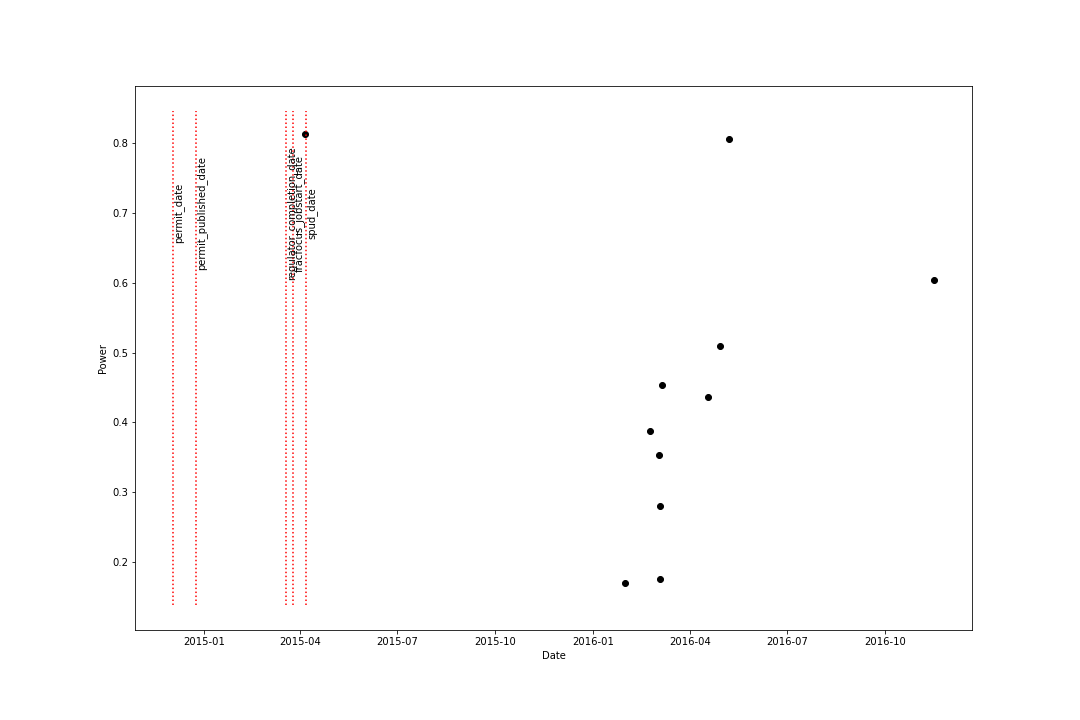 0.8
0.7
0.6
0.5
0.4
0.3
0.2
Power
permit_date
permit_published_date
regulator_completion_date
fracfocus_jobstart_date
spud_date
2015-01
2015-04
2015-07
2015-10
2016-01
2016-04
2016-07
2016-10
Date